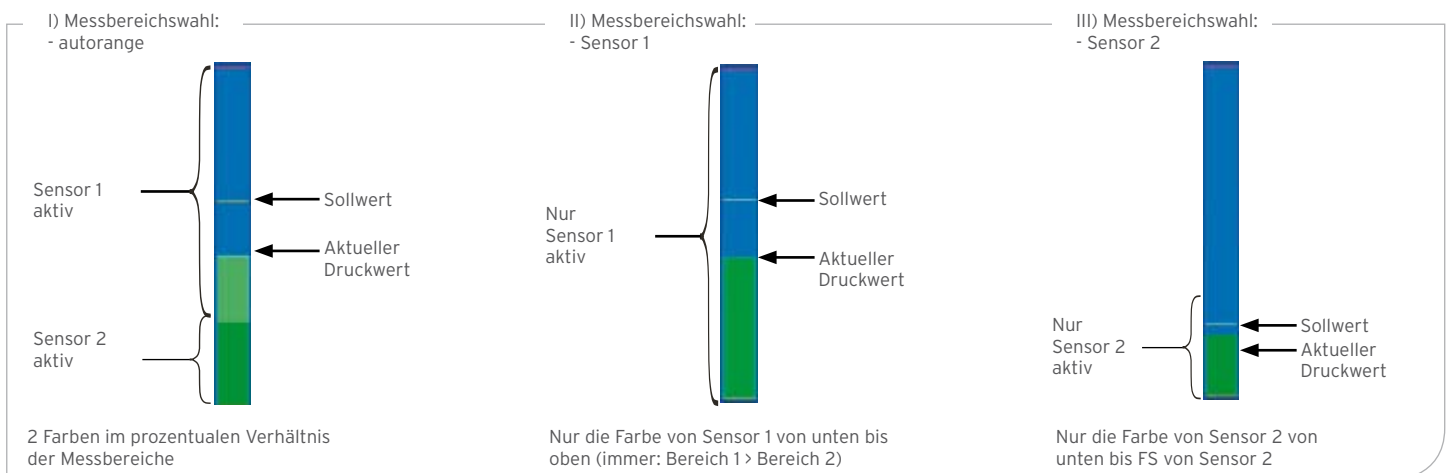 I) Messbereichswahl:
- autorange
Sensor 1
aktiv
Sollwert
Aktueller
Druckwert
Sensor 2
aktiv
2 Farben im prozentualen Verhältnis
der Messbereiche
II) Messbereichswahl:
- Sensor 1
Nur
Sensor 1
aktiv
Sollwert
Aktueller
Druckwert
Nur die Farbe von Sensor 1 von unten bis
oben (immer: Bereich 1 > Bereich 2)
III) Messbereichswahl:
- Sensor 2
Nur
Sensor 2
aktiv
Sollwert
Aktueller
Druckwert
Nur die Farbe von Sensor 2 von
unten bis FS von Sensor 2